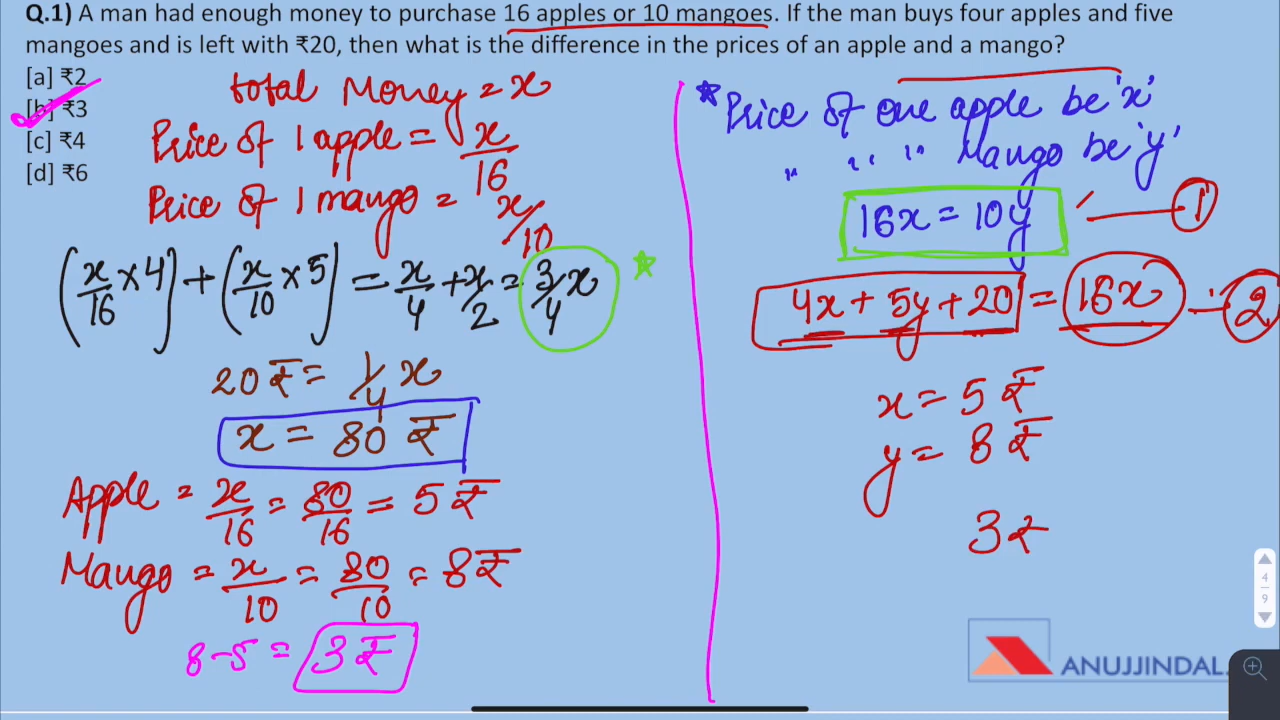 Q.1) A man had enough money to purchase 16 apples or 10 mangoes. If the man buys four apples and five
mangoes and is left with ₹20, then what is the difference in the prices of an apple and a mango?
[a] ₹2
[b] ₹3
[c] ₹4
[d] ₹6
total Money = x
Price of 1 apple = x/16
Price of 1 mango = x/10
(x/16 × 4) + (x/10 × 5) = x/4 + x/2 = 3/4 x
20 ₹ = 1/4 x
x = 80 ₹
Apple = x/16 = 80/16 = 5 ₹
Mango = x/10 = 80/10 = 8 ₹
8-5 = 3 ₹
Price of one apple be 'x'
" " " Mango be 'y'
16x = 10y — 1
4x + 5y + 20 = 16x — 2
x = 5 ₹
y = 8 ₹
3 ₹
4
9
ANUJJINDAL.